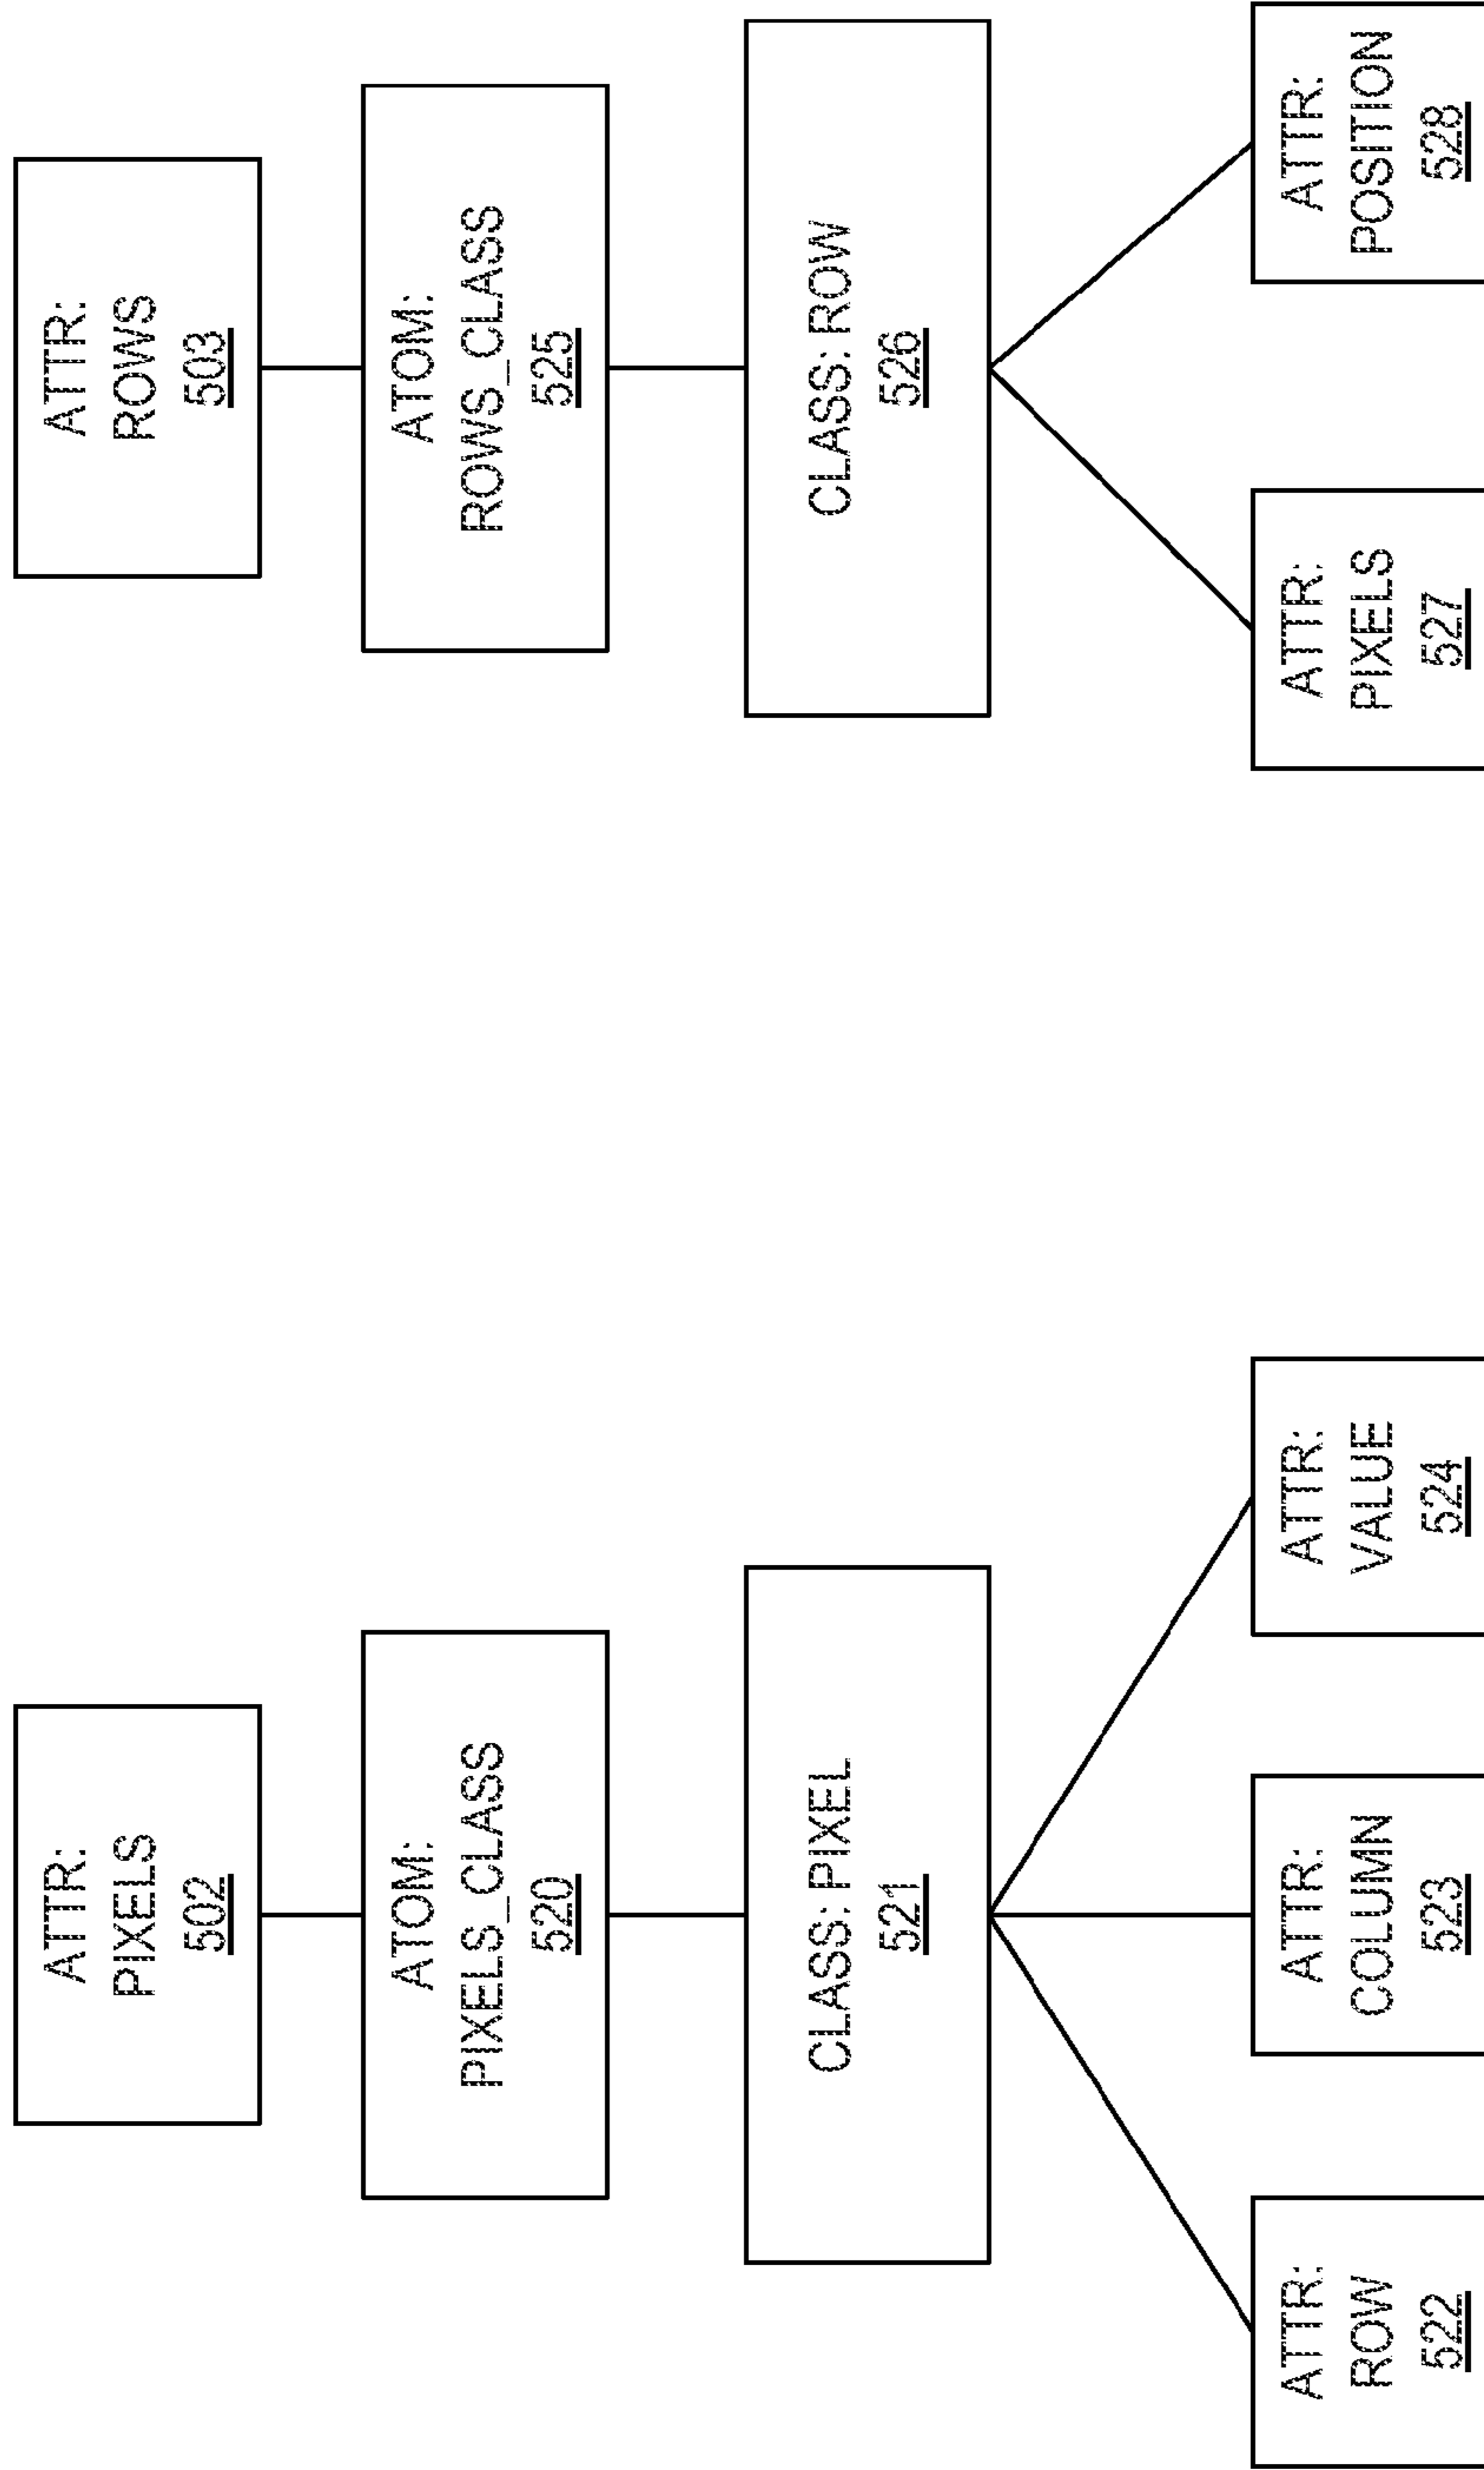 ATTR:
PIXELS
502
ATOM:
PIXELS_CLASS
520
CLASS: PIXEL
521
ATTR:
ROW
522
ATTR:
COLUMN
523
ATTR:
VALUE
524
ATTR:
ROWS
503
ATOM:
ROWS_CLASS
525
CLASS: ROW
526
ATTR:
PIXELS
527
ATTR:
POSITION
528